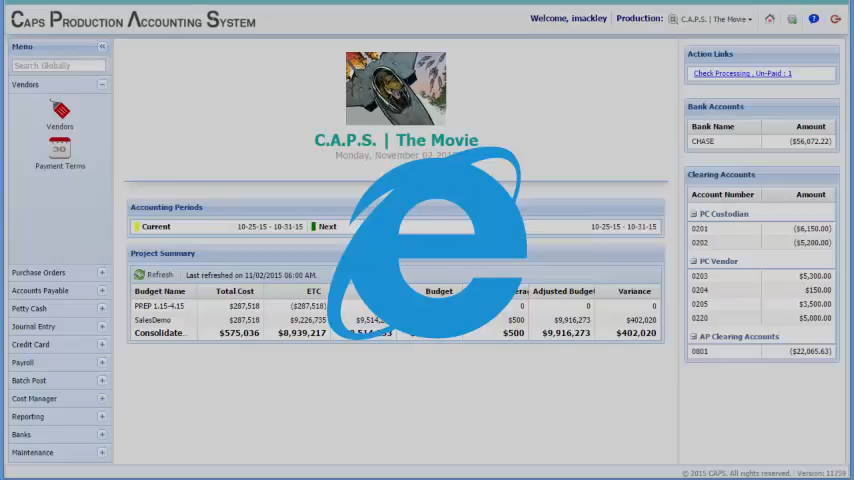 CAPS PRODUCTION ACCOUNTING SYSTEM
Welcome, imackley Production: C.A.P.S. | The Movie
Menu
Search Globally
Vendors
Vendors
30
Payment Terms
Purchase Orders
Accounts Payable
Petty Cash
Journal Entry
Credit Card
Payroll
Batch Post
Cost Manager
Reporting
Banks
Maintenance
C.A.P.S. | The Movie
Monday, November 02
Accounting Periods
Current 10-25-15 - 10-31-15 Next 10-25-15 - 10-31-15
Project Summary
Refresh Last refreshed on 11/02/2015 06:00 AM.
Budget Name Total Cost ETC Budget Adjusted Budget Variance
PREP 1.15-4.15 $287,518 ($287,518) 0 0 0
SalesDemo $287,518 $9,226,735 $500 $9,916,273 $402,020
Consolidate... $575,036 $8,939,217 $500 $9,916,273 $402,020
Action Links
Check Processing , Un-Paid : 1
Bank Accounts
Bank Name Amount
CHASE ($56,072.22)
Clearing Accounts
Account Number Amount
PC Custodian
0201 ($6,150.00)
0202 ($5,200.00)
PC Vendor
0203 $5,300.00
0204 $150.00
0205 $3,500.00
0220 $5,000.00
AP Clearing Accounts
0801 ($22,065.63)
© 2015 CAPS. All rights reserved. | Version: 11759